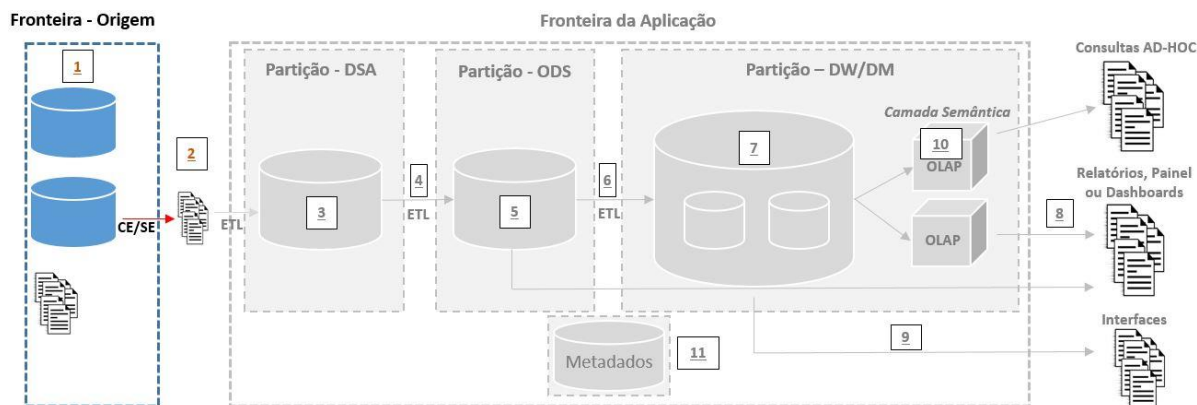 Fronteira - Origem
Fronteira da Aplicação
1
2
CE/SE
ETL
Partição - DSA
3
4
ETL
Partição - ODS
5
6
ETL
Partição – DW/DM
7
Camada Semântica
10
OLAP
OLAP
Metadados
11
Consultas AD-HOC
Relatórios, Painel
ou Dashboards
8
Interfaces
9